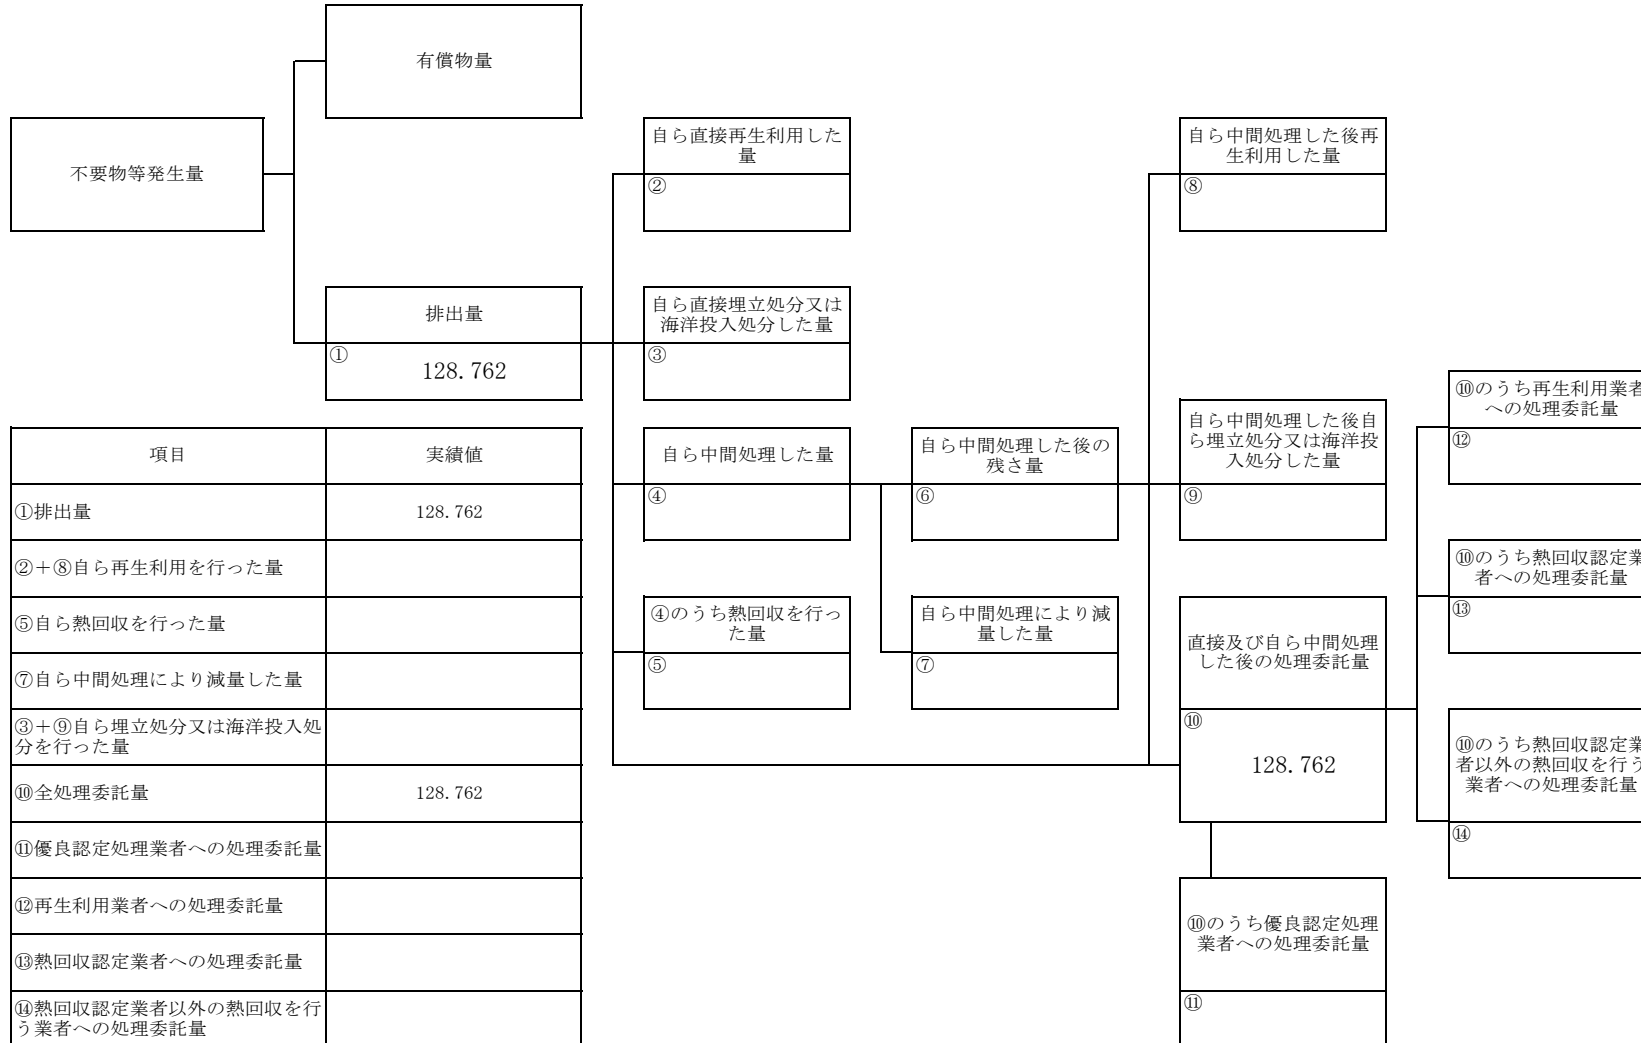 有償物量
不要物等発生量
自ら直接再生利用した
量
②
自ら中間処理した後再
生利用した量
⑧
排出量
①
128.762
自ら直接埋立処分又は
海洋投入処分した量
③
項目
実績値
①排出量
128.762
②+⑧自ら再生利用を行った量
⑤自ら熱回収を行った量
⑦自ら中間処理により減量した量
③+⑨自ら埋立処分又は海洋投入処
分を行った量
⑩全処理委託量
128.762
⑪優良認定処理業者への処理委託量
⑫再生利用業者への処理委託量
⑬熱回収認定業者への処理委託量
⑭熱回収認定業者以外の熱回収を行
う業者への処理委託量
自ら中間処理した量
④
④のうち熱回収を行っ
た量
⑤
自ら中間処理した後の
残さ量
⑥
自ら中間処理により減
量した量
⑦
自ら中間処理した後自
ら埋立処分又は海洋投
入処分した量
⑨
直接及び自ら中間処理
した後の処理委託量
⑩
128.762
⑩のうち優良認定処理
業者への処理委託量
⑪
⑩のうち再生利用業者
への処理委託量
⑫
⑩のうち熱回収認定業
者への処理委託量
⑬
⑩のうち熱回収認定業
者以外の熱回収を行う
業者への処理委託量
⑭